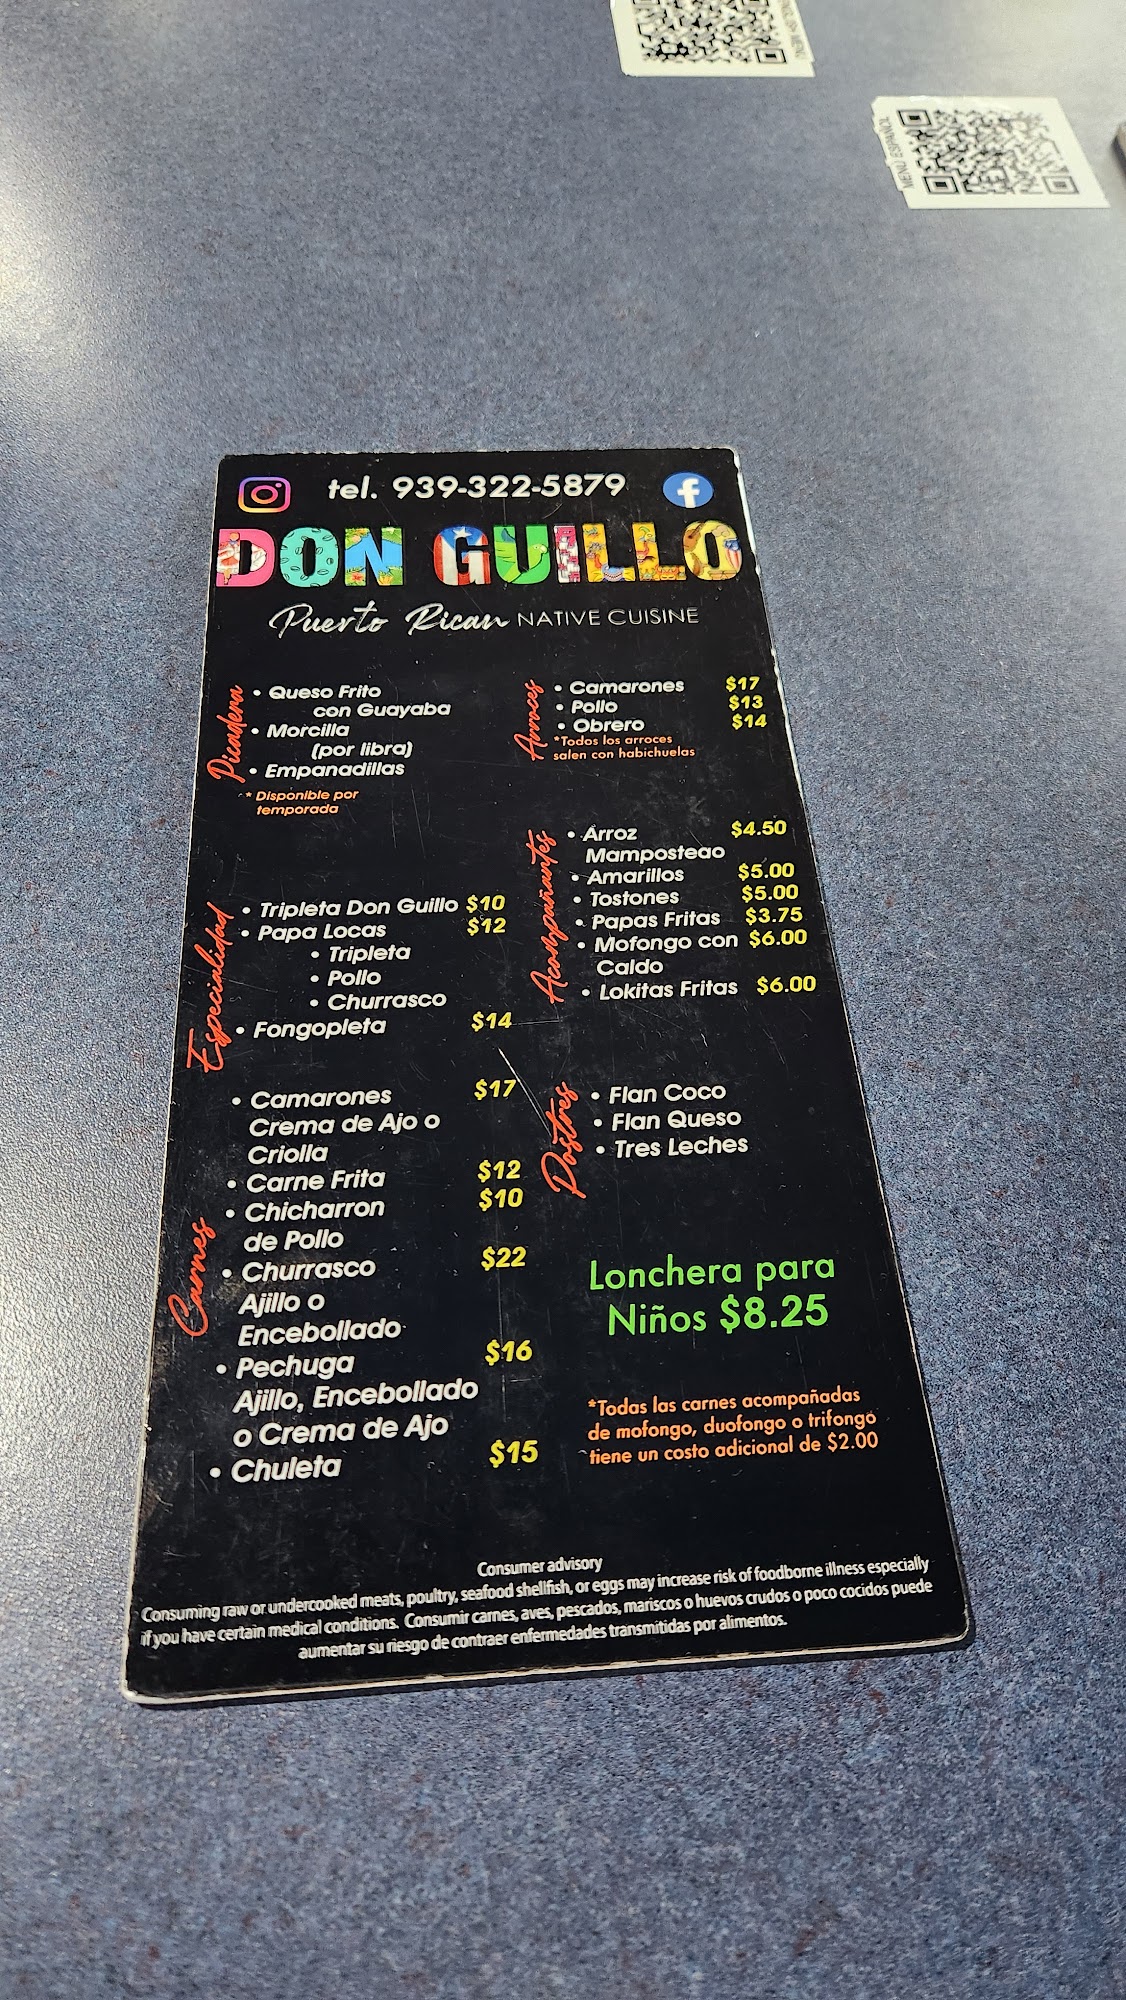 MENU ESPAÑOL
tel. 939-322-5879
DON GUILLO
Puerto Rican NATIVE CUISINE
Picadera
• Queso Frito
con Guayaba
• Morcilla
(por libra)
• Empanadillas
* Disponible por
temporada
Arroces
• Camarones $17
• Pollo $13
• Obrero $14
*Todos los arroces
salen con habichuelas
Especialidad
• Tripleta Don Guillo $10
• Papa Locas $12
• Tripleta
• Pollo
• Churrasco
• Fongopleta $14
Acompañantes
• Arroz $4.50
Mamposteao
• Amarillos $5.00
• Tostones $5.00
• Papas Fritas $3.75
• Mofongo con $6.00
Caldo
• Lokitas Fritas $6.00
Carnes
• Camarones $17
Crema de Ajo o
Criolla
• Carne Frita $12
• Chicharron $10
de Pollo
• Churrasco $22
Ajillo o
Encebollado
• Pechuga $16
Ajillo, Encebollado
o Crema de Ajo
• Chuleta $15
Postres
• Flan Coco
• Flan Queso
• Tres Leches
Lonchera para
Niños $8.25
*Todas las carnes acompañadas
de mofongo, duofongo o trifongo
tiene un costo adicional de $2.00
Consumer advisory
Consuming raw or undercooked meats, poultry, seafood shellfish, or eggs may increase risk of foodborne illness especially
if you have certain medical conditions. Consumir carnes, aves, pescados, mariscos o huevos crudos o poco cocidos puede
aumentar su riesgo de contraer enfermedades transmitidas por alimentos.